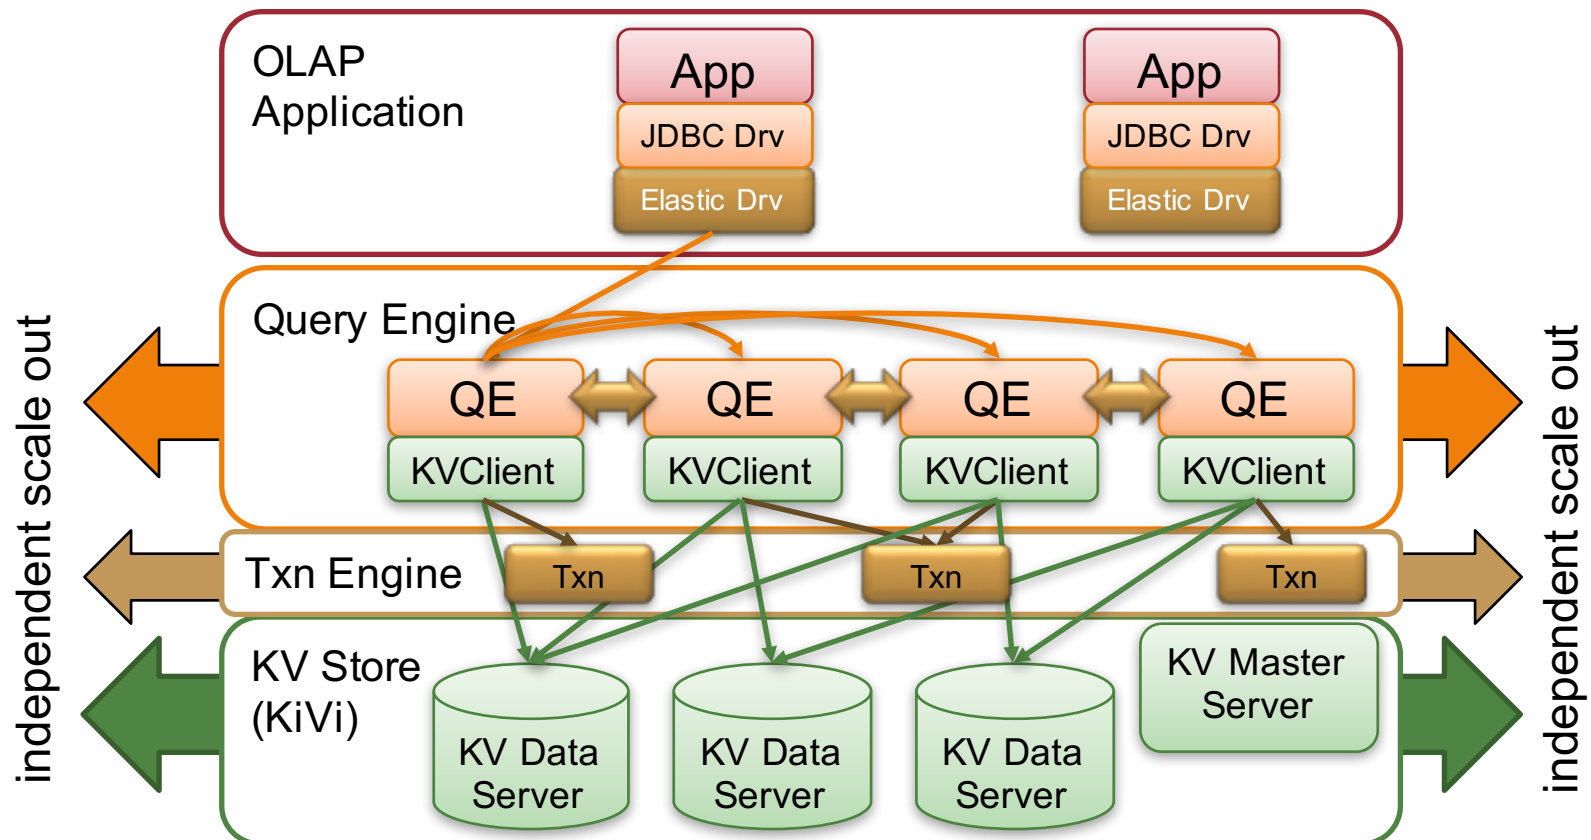 OLAP
Application
App
App
JDBC Drv
JDBC Drv
Elastic Drv
Elastic Drv
independent scale out
Query Engine
independent scale out
QE
QE
QE
QE
KVClient
KVClient
KVClient
KVClient
Txn Engine
Txn
Txn
Txn
KV Store
(KiVi)
KV Master
Server
KV Data
Server
KV Data
Server
KV Data
Server